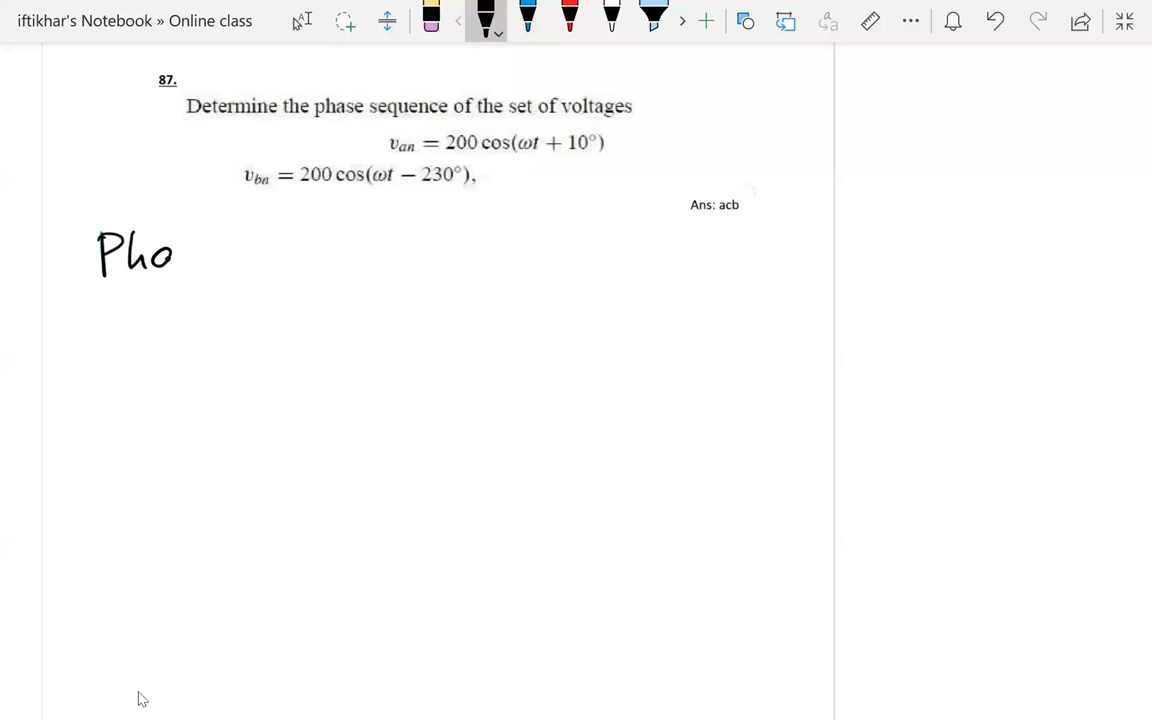 iftikhar's Notebook » Online class
87.
Determine the phase sequence of the set of voltages
v_an = 200 cos(ωt + 10°)
v_bn = 200 cos(ωt − 230°),
Ans: acb
Pho